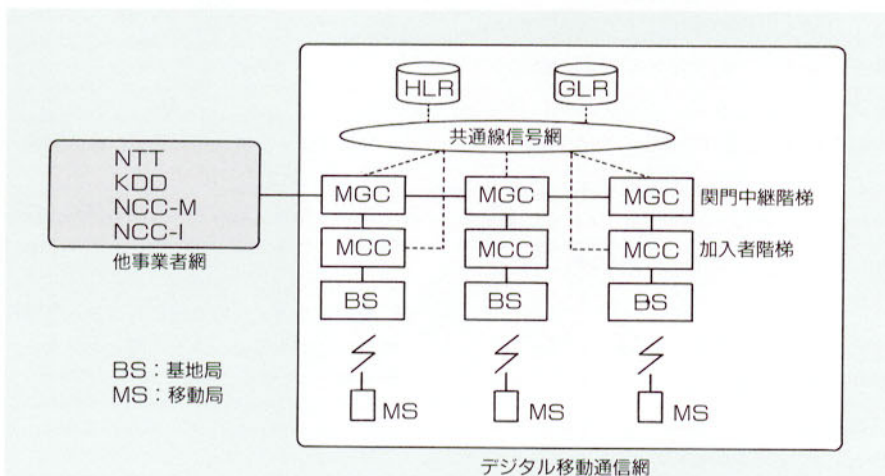 HLR
GLR
共通線信号網
NTT
KDD
NCC-M
NCC-I
他事業者網
MGC
MGC
MGC
関門中継階梯
MCC
MCC
MCC
加入者階梯
BS
BS
BS
BS：基地局
MS：移動局
MS
MS
MS
デジタル移動通信網